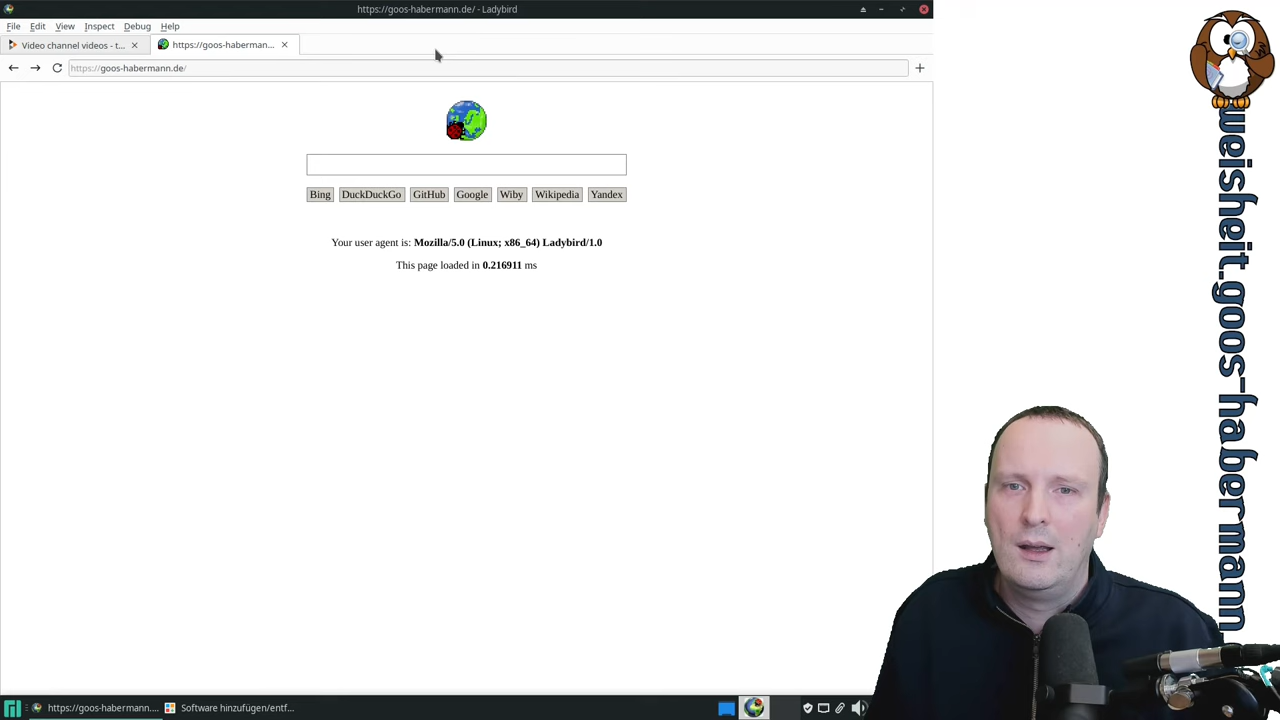 https://goos-habermann.de/ - Ladybird
File Edit View Inspect Debug Help
Video channel videos - t...
https://goos-haberman...
https://goos-habermann.de/
Bing DuckDuckGo GitHub Google Wiby Wikipedia Yandex
Your user agent is: Mozilla/5.0 (Linux; x86_64) Ladybird/1.0
This page loaded in 0.216911 ms
https://goos-habermann....
Software hinzufügen/entf...
weisheit.goos-habermann